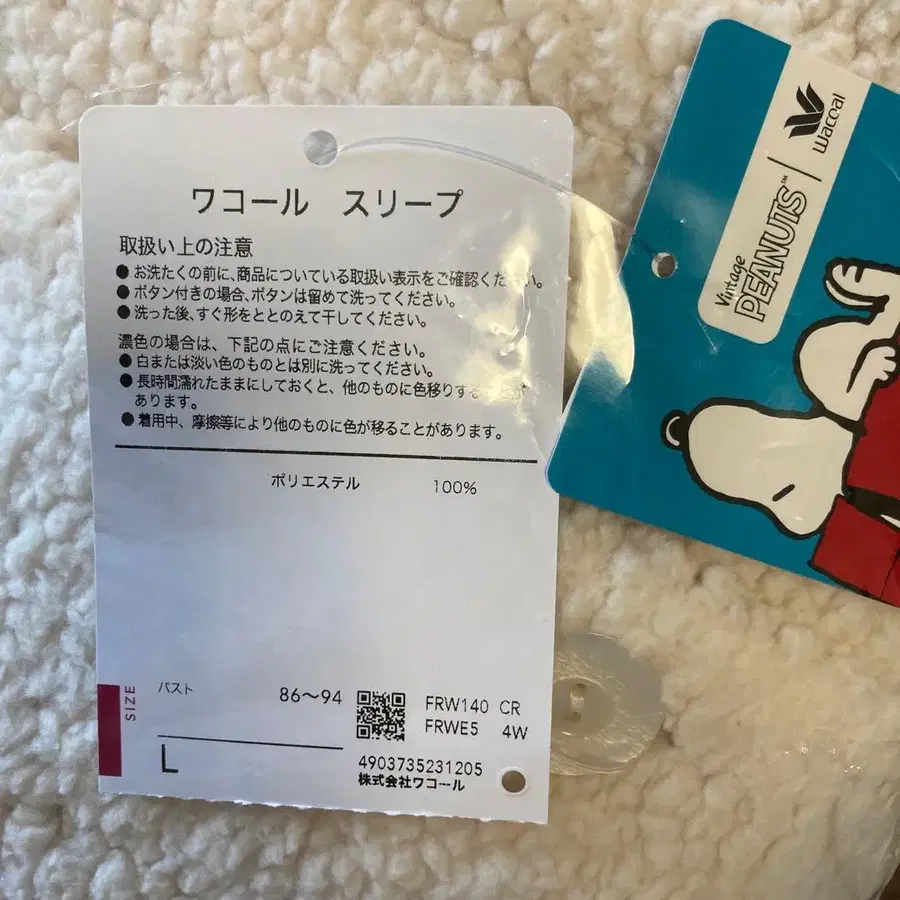 ワコール スリープ
取扱い上の注意
●お洗たくの前に、商品についている取扱い表示をご確認ください。
●ボタン付きの場合、ボタンは留めて洗ってください。
●洗った後、すぐ形をととのえて干してください。
濃色の場合は、下記の点にご注意ください。
●白または淡い色のものとは別に洗ってください。
●長時間濡れたままにしておくと、他のものに色移りする
あります。
●着用中、摩擦等により他のものに色が移ることがあります。
ポリエステル 100%
SIZE
バスト 86〜94
L
FRW140 CR
FRWE5 4W
4903735231205
株式会社ワコール
Vintage
PEANUTS™
wacoal